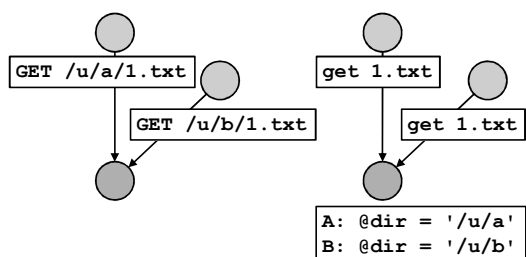 GET /u/a/1.txt
GET /u/b/1.txt
get 1.txt
get 1.txt
A: @dir = '/u/a'
B: @dir = '/u/b'